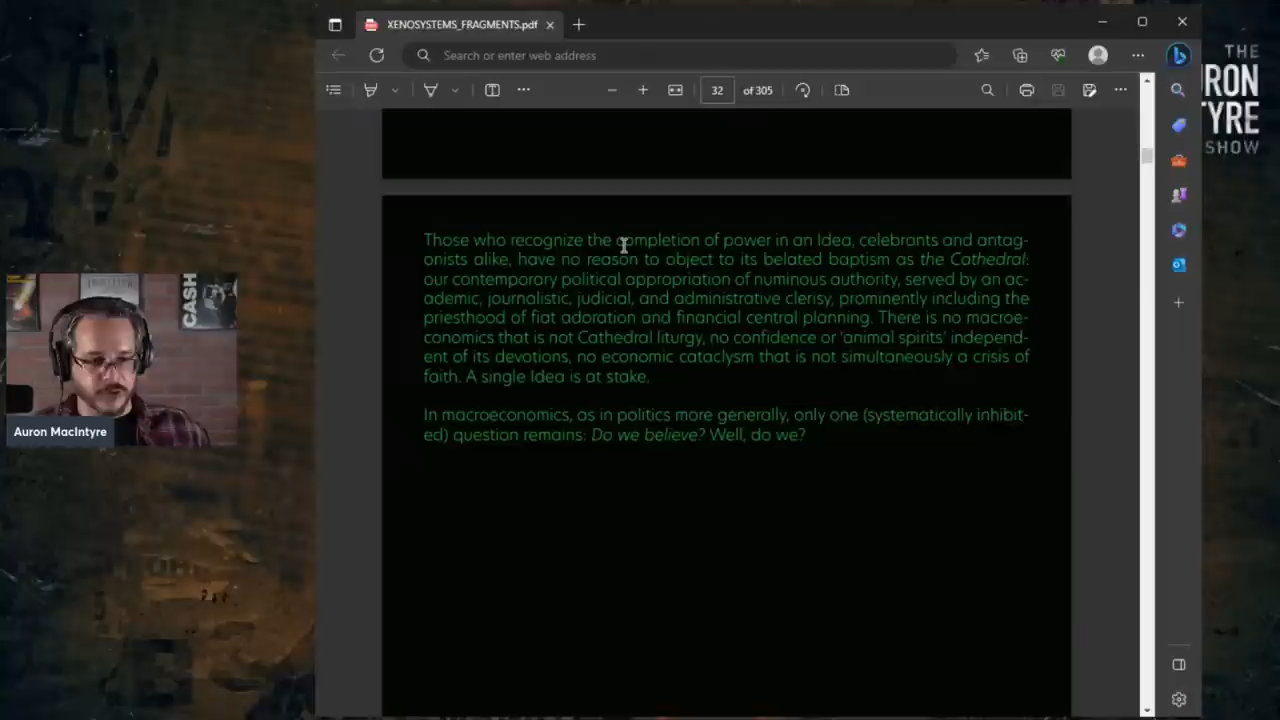 XENOSYSTEMS_FRAGMENTS.pdf
Search or enter web address
32 of 305
THE
RON
TYRE
SHOW
Those who recognize the completion of power in an Idea, celebrants and antag-
onists alike, have no reason to object to its belated baptism as the Cathedral:
our contemporary political appropriation of numinous authority, served by an ac-
ademic, journalistic, judicial, and administrative clerisy, prominently including the
priesthood of fiat adoration and financial central planning. There is no macroe-
conomics that is not Cathedral liturgy, no confidence or 'animal spirits' independ-
ent of its devotions, no economic cataclysm that is not simultaneously a crisis of
faith. A single Idea is at stake.
In macroeconomics, as in politics more generally, only one (systematically inhibit-
ed) question remains: Do we believe? Well, do we?
CASH
Auron MacIntyre